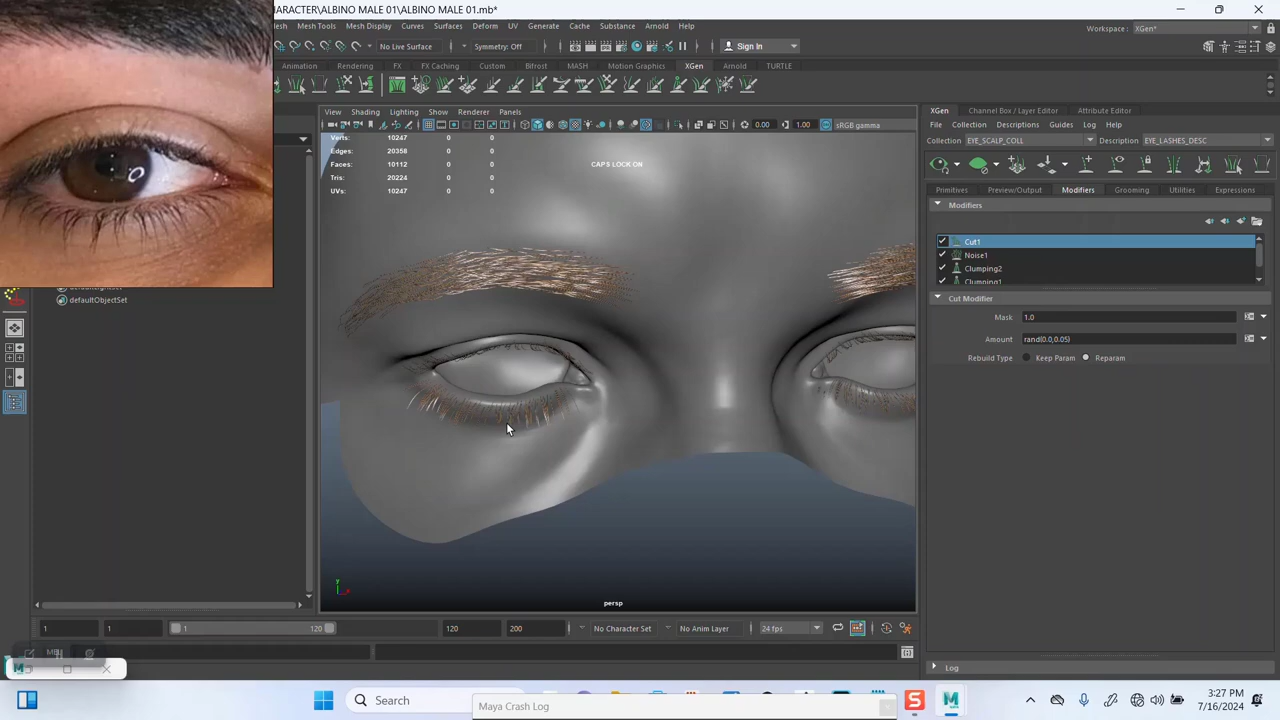 CHARACTER\ALBINO MALE 01\ALBINO MALE 01.mb*
Mesh Tools Mesh Display Curves Surfaces Deform UV Generate Cache Substance Arnold Help
Workspace: XGen*
No Live Surface Symmetry: Off Sign In
Animation Rendering FX FX Caching Custom Bifrost MASH Motion Graphics XGen Arnold TURTLE
View Shading Lighting Show Renderer Panels
XGen Channel Box / Layer Editor Attribute Editor
0.00 1.00 sRGB gamma
File Collection Descriptions Guides Log Help
Verts: 10247 0 0
Edges: 20358 0 0
Faces: 10112 0 0
Tris: 20224 0 0
UVs: 10247 0 0
CAPS LOCK ON
Collection EYE_SCALP_COLL Description EYE_LASHES_DESC
Primitives Preview/Output Modifiers Grooming Utilities Expressions
Modifiers
Cut1
Noise1
Clumping2
Clumping1
Cut Modifier
Mask 1.0
Amount rand(0.0,0.05)
Rebuild Type Keep Param Reparam
defaultObjectSet
persp
1 1 1 120 120 200 No Character Set No Anim Layer 24 fps
Log
Search
Maya Crash Log
3:27 PM
7/16/2024